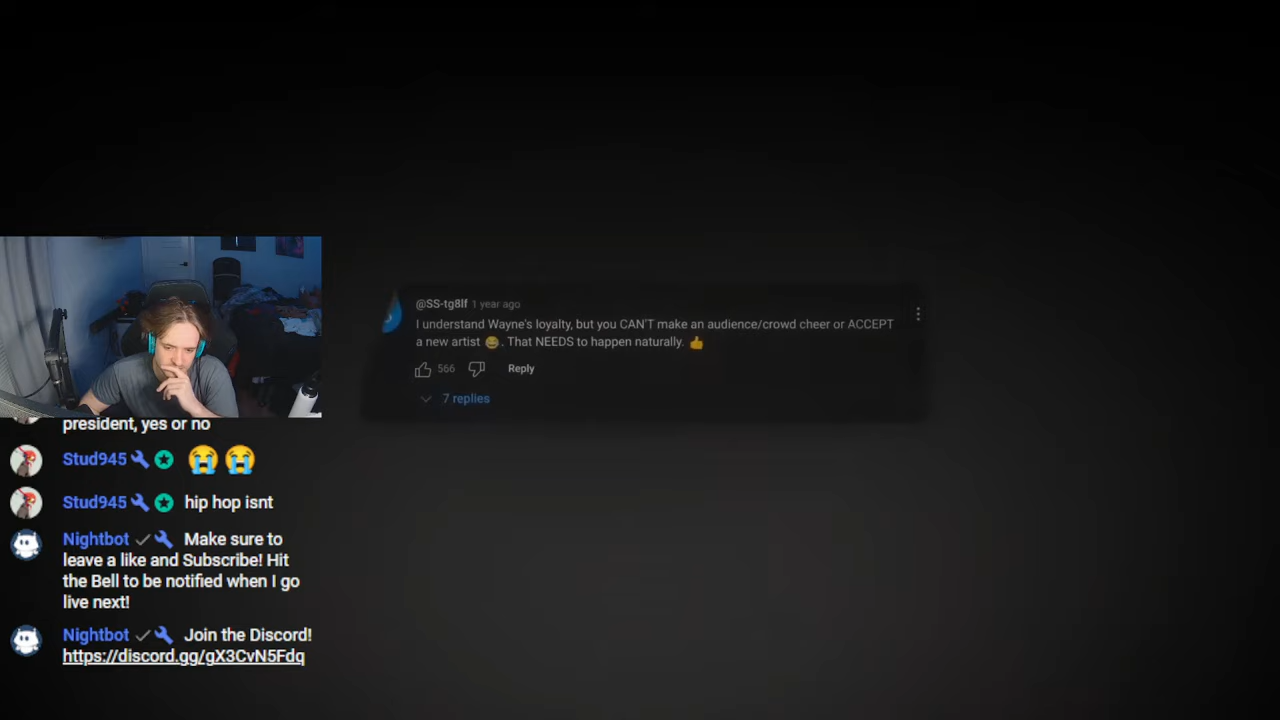 @SS-tg8lf 1 year ago
I understand Wayne's loyalty, but you CAN'T make an audience/crowd cheer or ACCEPT
a new artist 😅. That NEEDS to happen naturally. 👍
566 Reply
7 replies
president, yes or no
Stud945 😭😭
Stud945 hip hop isnt
Nightbot Make sure to
leave a like and Subscribe! Hit
the Bell to be notified when I go
live next!
Nightbot Join the Discord!
https://discord.gg/gX3CvN5Fdq